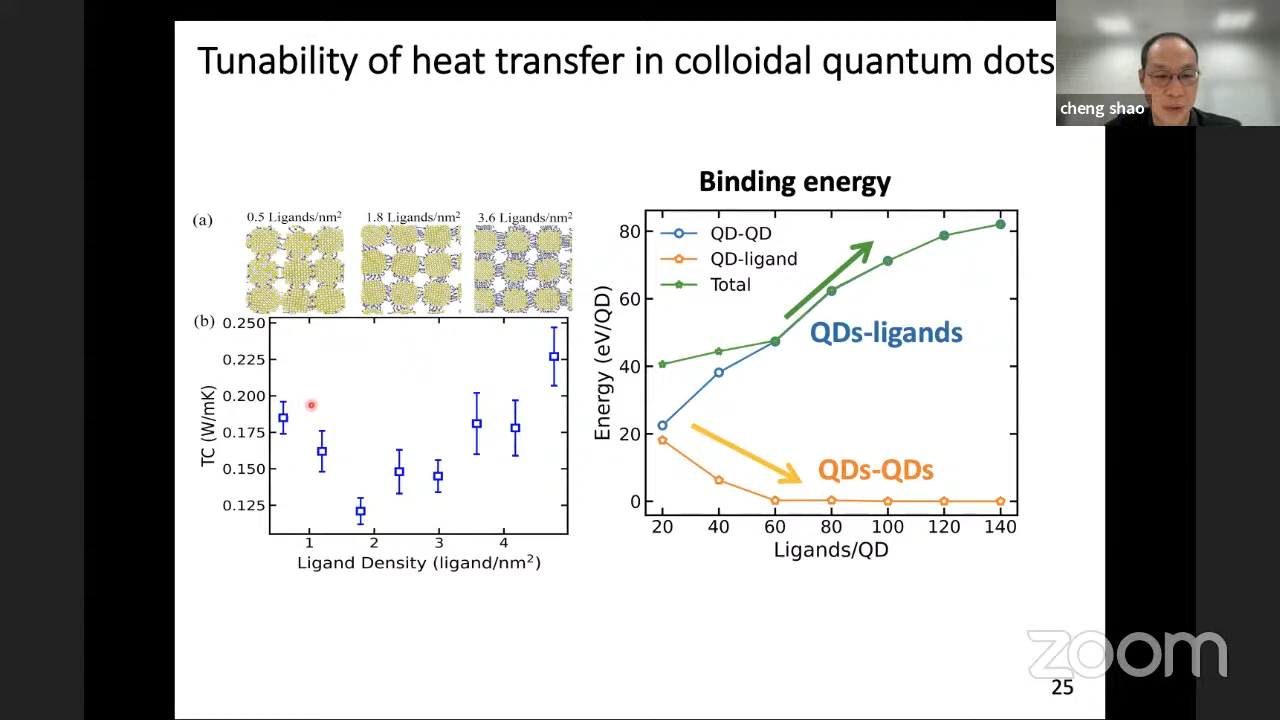 Tunability of heat transfer in colloidal quantum dots
cheng shao
(a)
0.5 Ligands/nm²
1.8 Ligands/nm²
3.6 Ligands/nm²
(b)
0.250
0.225
0.200
0.175
0.150
0.125
TC (W/mK)
1
2
3
4
Ligand Density (ligand/nm²)
Binding energy
QD-QD
QD-ligand
Total
80
60
40
20
0
Energy (eV/QD)
QDs-ligands
QDs-QDs
20
40
60
80
100
120
140
Ligands/QD
zoom
25